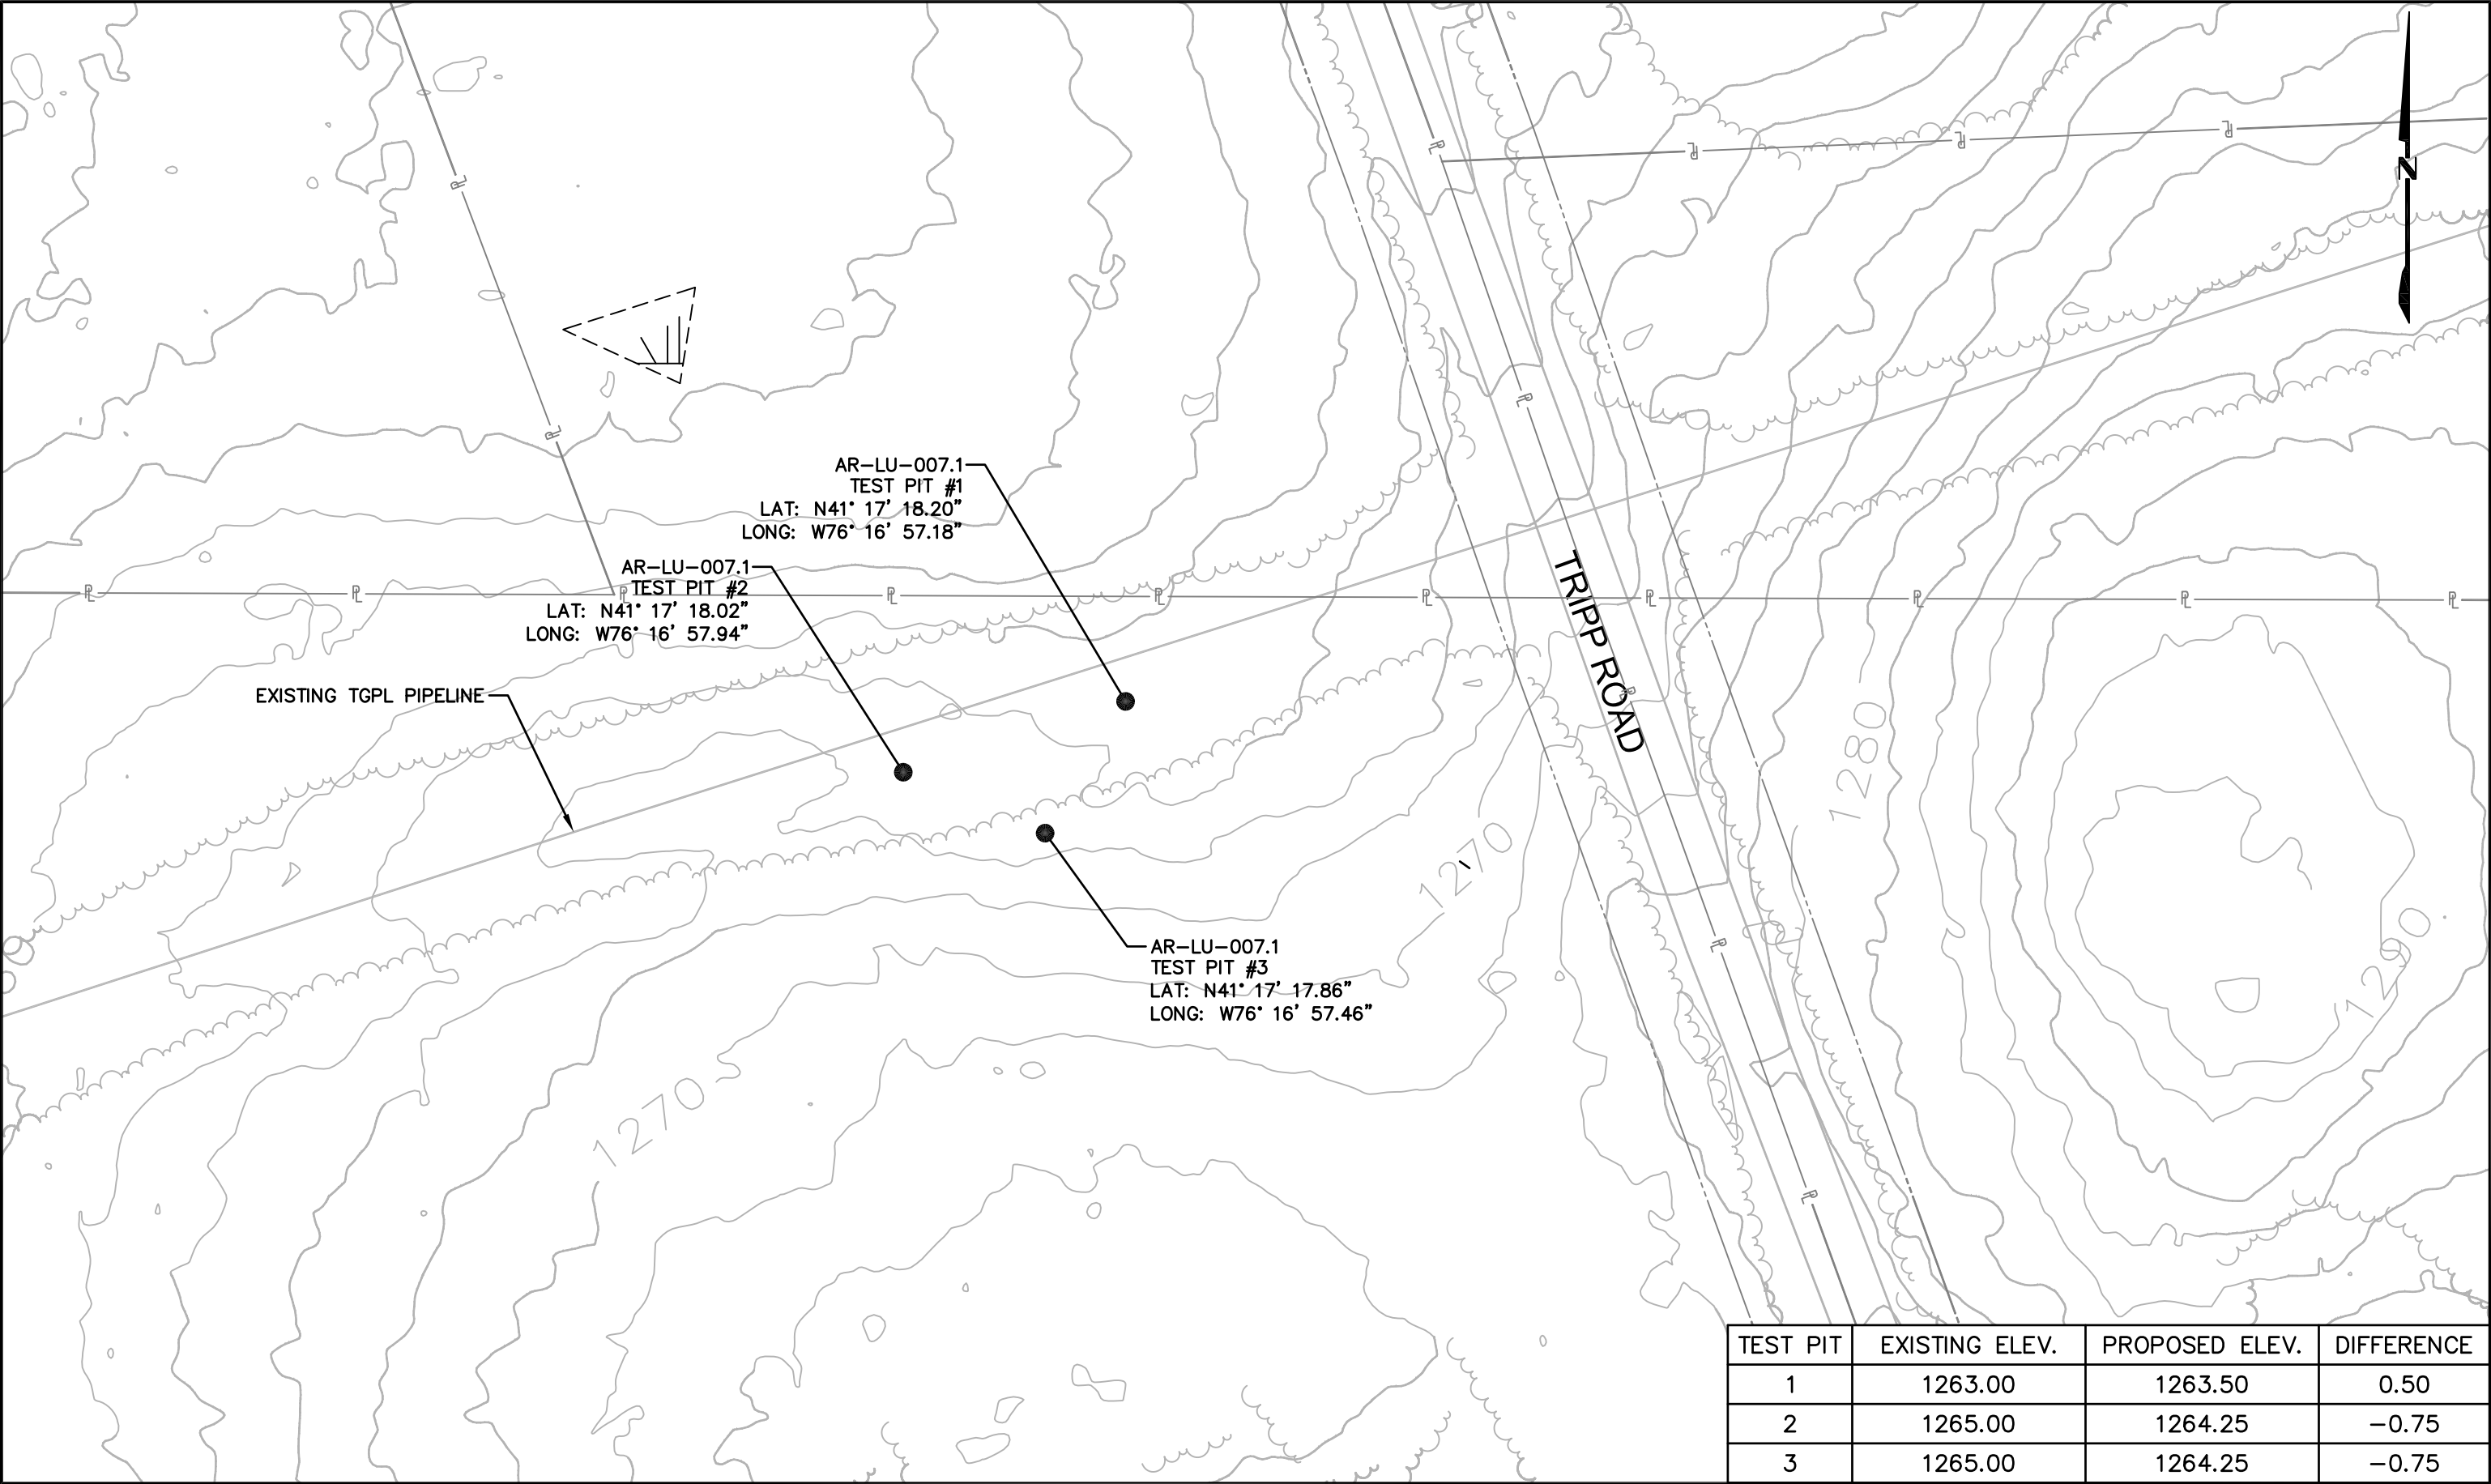 N
AR-LU-007.1
TEST PIT #1
LAT: N41° 17' 18.20"
LONG: W76° 16' 57.18"
AR-LU-007.1
TEST PIT #2
LAT: N41° 17' 18.02"
LONG: W76° 16' 57.94"
EXISTING TGPL PIPELINE
TRIPP ROAD
1280
1270
1290
AR-LU-007.1
TEST PIT #3
LAT: N41° 17' 17.86"
LONG: W76° 16' 57.46"
1270
TEST PIT EXISTING ELEV. PROPOSED ELEV. DIFFERENCE
1 1263.00 1263.50 0.50
2 1265.00 1264.25 -0.75
3 1265.00 1264.25 -0.75